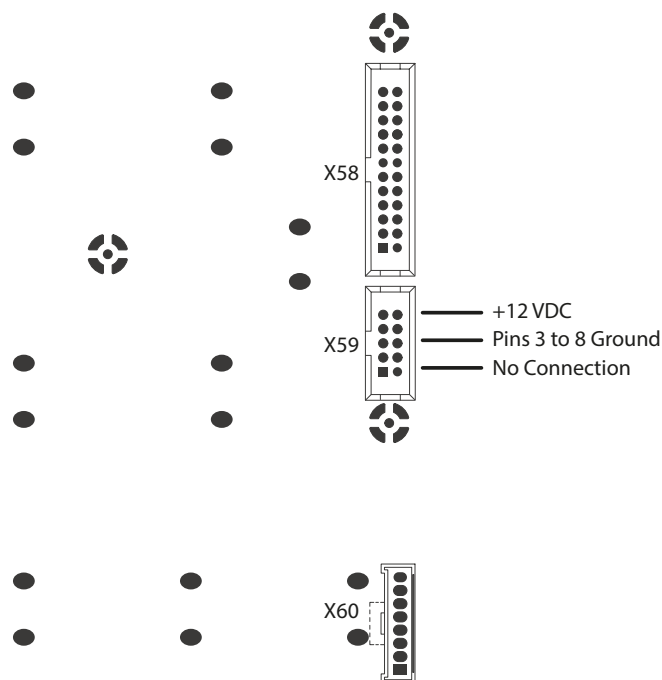 X58
+12 VDC
X59
Pins 3 to 8 Ground
No Connection
X60